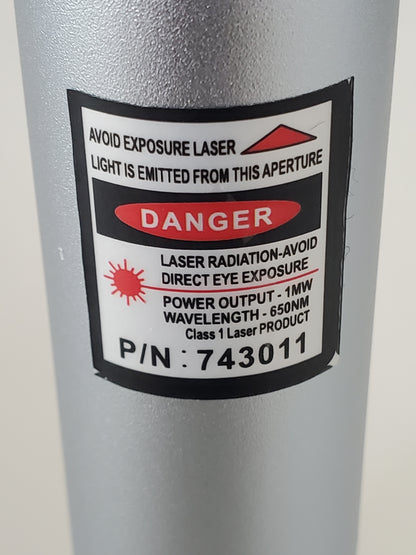 AVOID EXPOSURE LASER
LIGHT IS EMITTED FROM THIS APERTURE
DANGER
LASER RADIATION-AVOID
DIRECT EYE EXPOSURE
POWER OUTPUT - 1MW
WAVELENGTH - 650NM
Class 1 Laser PRODUCT
P/N : 743011